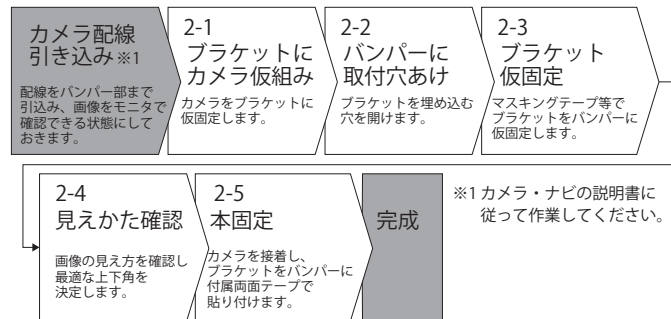 カメラ配線
引き込み※1
配線をバンパー部まで
引込み、画像をモニタで
確認できる状態にして
おきます。
2-1
ブラケットに
カメラ仮組み
カメラをブラケットに
仮固定します。
2-2
バンパーに
取付穴あけ
ブラケットを埋め込む
穴を開けます。
2-3
ブラケット
仮固定
マスキングテープ等で
ブラケットをバンパーに
仮固定します。
2-4
見えかた確認
画像の見え方を確認し
最適な上下角を
決定します。
2-5
本固定
カメラを接着し、
ブラケットをバンパーに
付属両面テープで
貼り付けます。
完成
※1 カメラ・ナビの説明書に
従って作業してください。